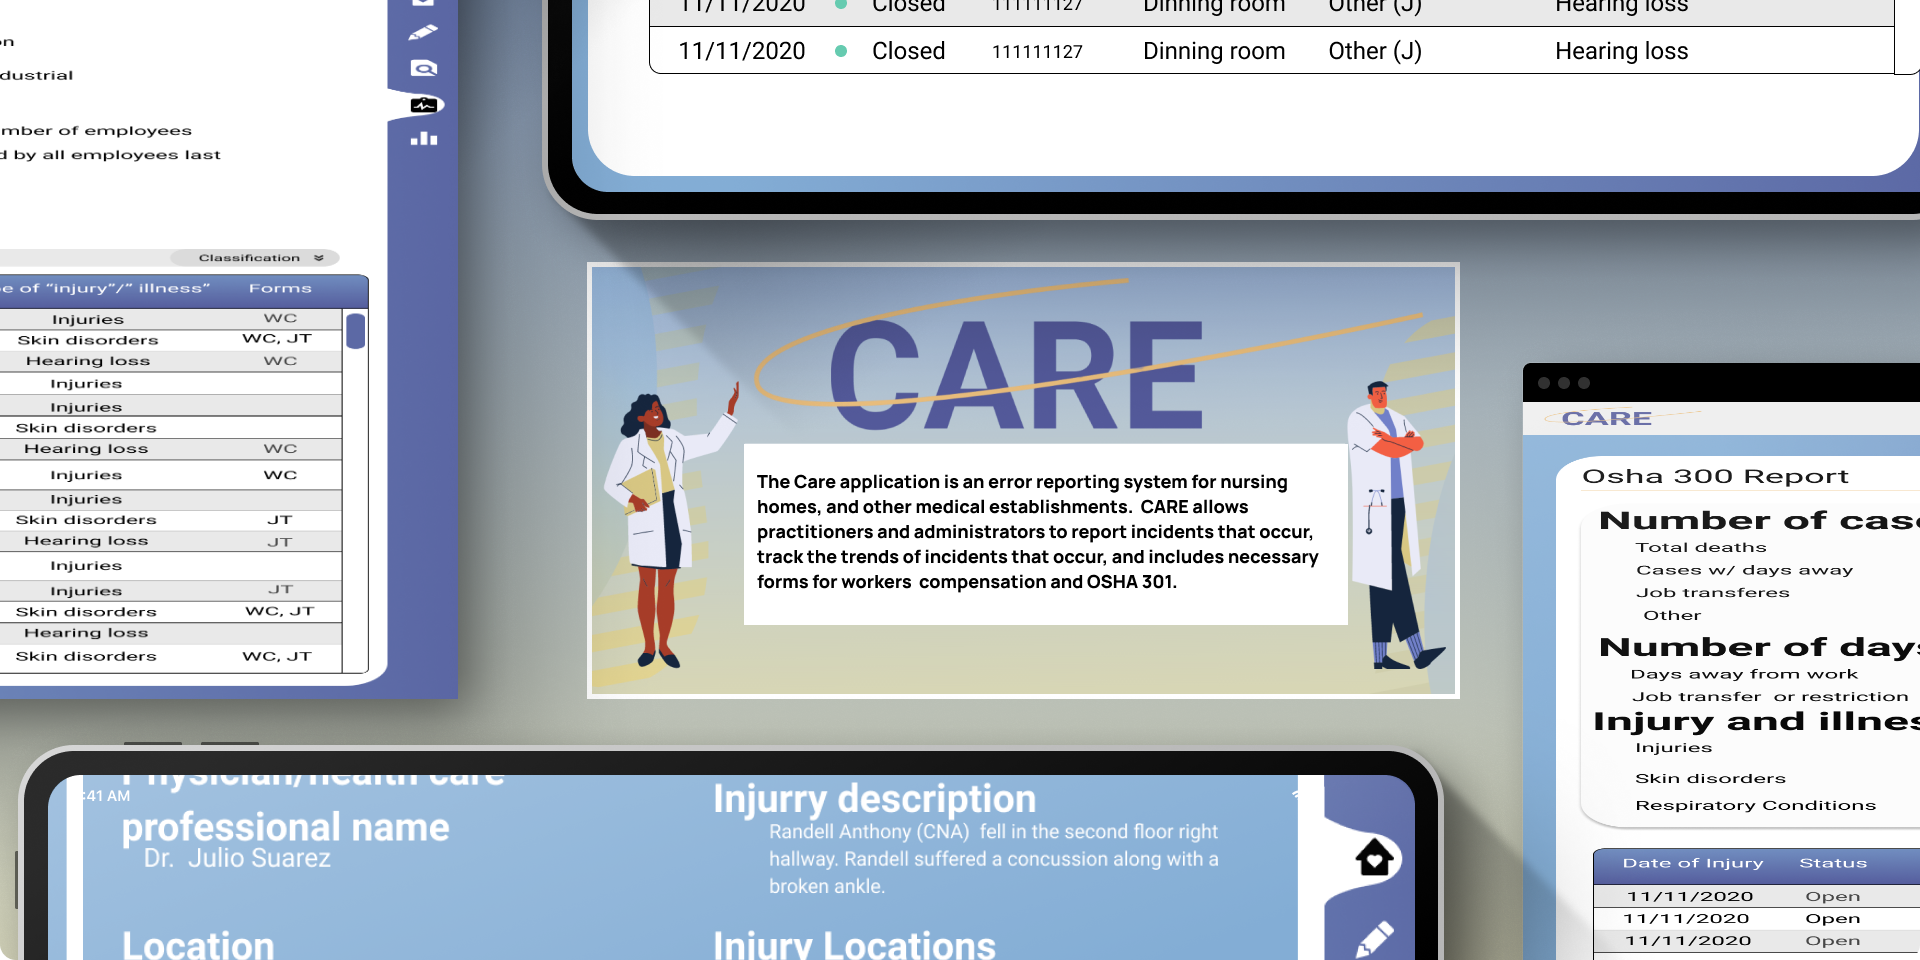 11/11/2020 Closed 111111127 Dinning room Other (J) Hearing loss
11/11/2020 Closed 111111127 Dinning room Other (J) Hearing loss
on
dustrial
mber of employees
d by all employees last
Classification
e of “injury”/” illness” Forms
Injuries WC
Skin disorders WC, JT
Hearing loss WC
Injuries
Injuries
Skin disorders
Hearing loss WC
Injuries WC
Injuries
Skin disorders JT
Hearing loss JT
Injuries
Injuries JT
Skin disorders WC, JT
Hearing loss
Skin disorders WC, JT
CARE
The Care application is an error reporting system for nursing
homes, and other medical establishments.  CARE allows
practitioners and administrators to report incidents that occur,
track the trends of incidents that occur, and includes necessary
forms for workers  compensation and OSHA 301.
CARE
Osha 300 Report
Number of cas
Total deaths
Cases w/ days away
Job transferes
Other
Number of day
Days away from work
Job transfer  or restriction
Injury and illnes
Injuries
Skin disorders
Respiratory Conditions
Date of Injury Status
11/11/2020 Open
11/11/2020 Open
11/11/2020 Open
:41 AM
Physician/health care
professional name
Dr.  Julio Suarez
Location
Injurry description
Randell Anthony (CNA)  fell in the second floor right
hallway. Randell suffered a concussion along with a
broken ankle.
Injury Locations